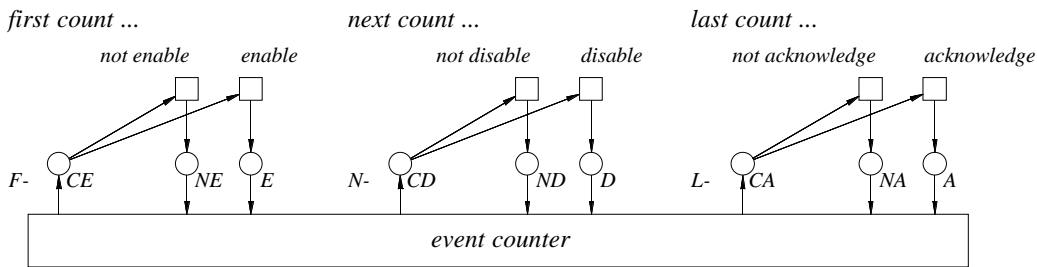 first count ... next count ... last count ...
not enable enable not disable disable not acknowledge acknowledge
F- CE NE E N- CD ND D L- CA NA A
event counter